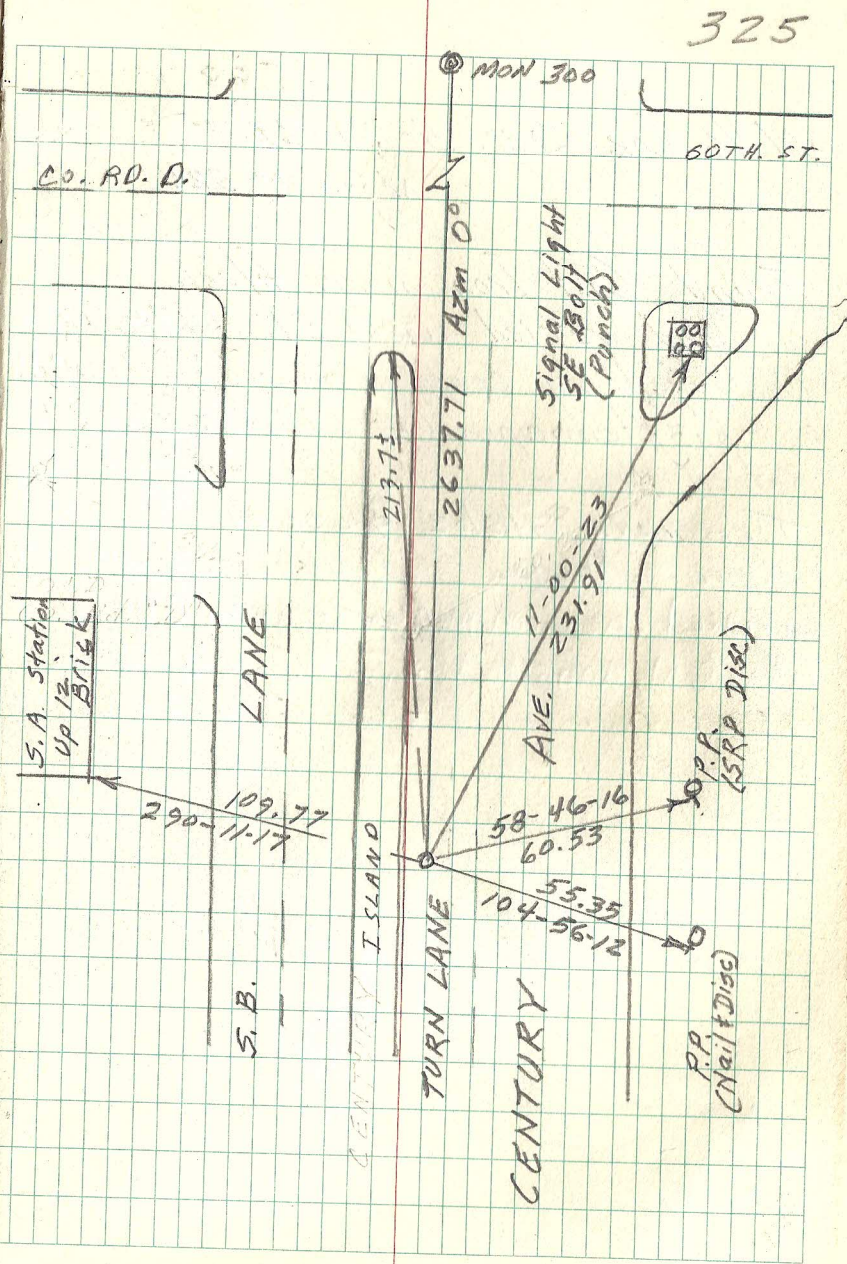 325
MON 300
60TH. ST.
CO. RD. D.
Signal Light
SE Bolt
(Punch)
2637.71 Azm 0°
213.7±
11-00-23
231.91
S.A. Station
Up 12"
Brick
S. B. LANE
109.77
290-11-17
AVE.
58-46-16
60.53
P.P.
(SRP Disc)
ISLAND
55.35
104-56-12
TURN LANE
P.P.
(Nail & Disc)
CENTURY
CENTURY